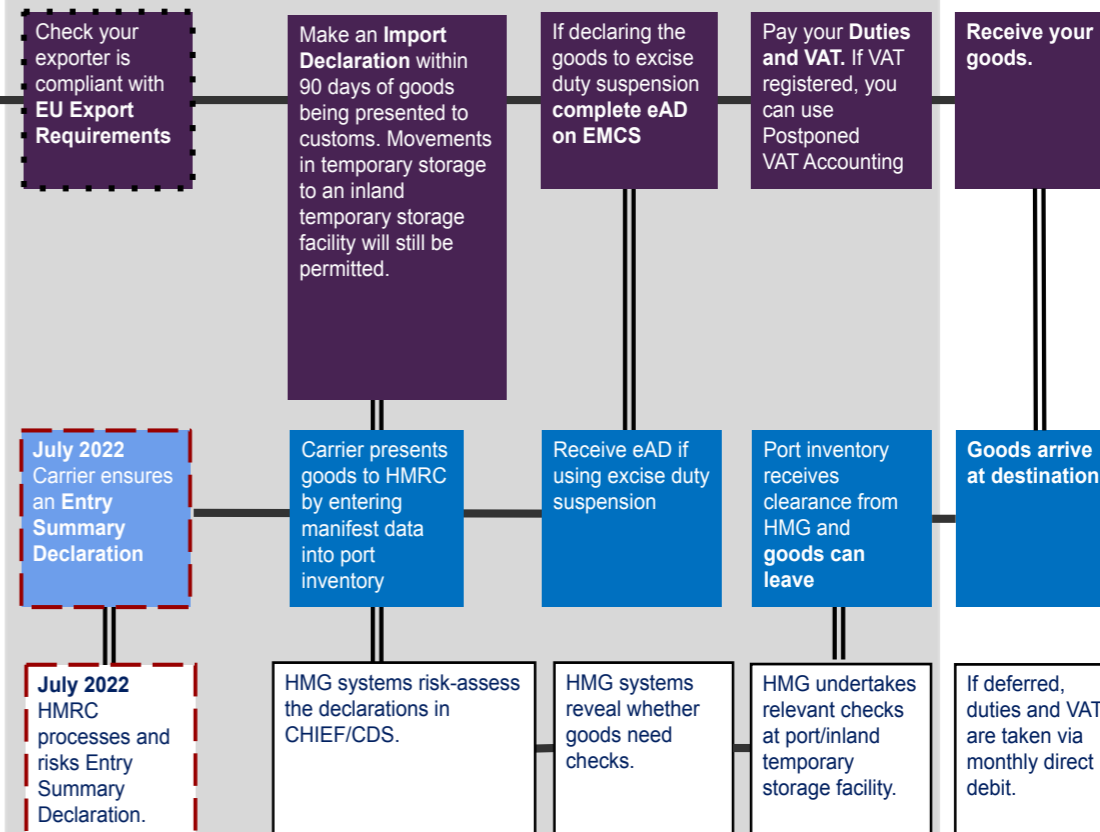 Check your
exporter is
compliant with
EU Export
Requirements
Make an Import
Declaration within
90 days of goods
being presented to
customs. Movements
in temporary storage
to an inland
temporary storage
facility will still be
permitted.
If declaring the
goods to excise
duty suspension
complete eAD
on EMCS
Pay your Duties
and VAT. If VAT
registered, you
can use
Postponed
VAT Accounting
Receive your
goods.
July 2022
Carrier ensures
an Entry
Summary
Declaration
Carrier presents
goods to HMRC
by entering
manifest data
into port
inventory
Receive eAD if
using excise duty
suspension
Port inventory
receives
clearance from
HMG and
goods can
leave
Goods arrive
at destination
July 2022
HMRC
processes and
risks Entry
Summary
Declaration.
HMG systems risk-assess
the declarations in
CHIEF/CDS.
HMG systems
reveal whether
goods need
checks.
HMG undertakes
relevant checks
at port/inland
temporary
storage facility.
If deferred,
duties and VAT
are taken via
monthly direct
debit.